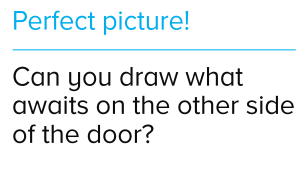 Perfect picture!
Can you draw what
awaits on the other side
of the door?